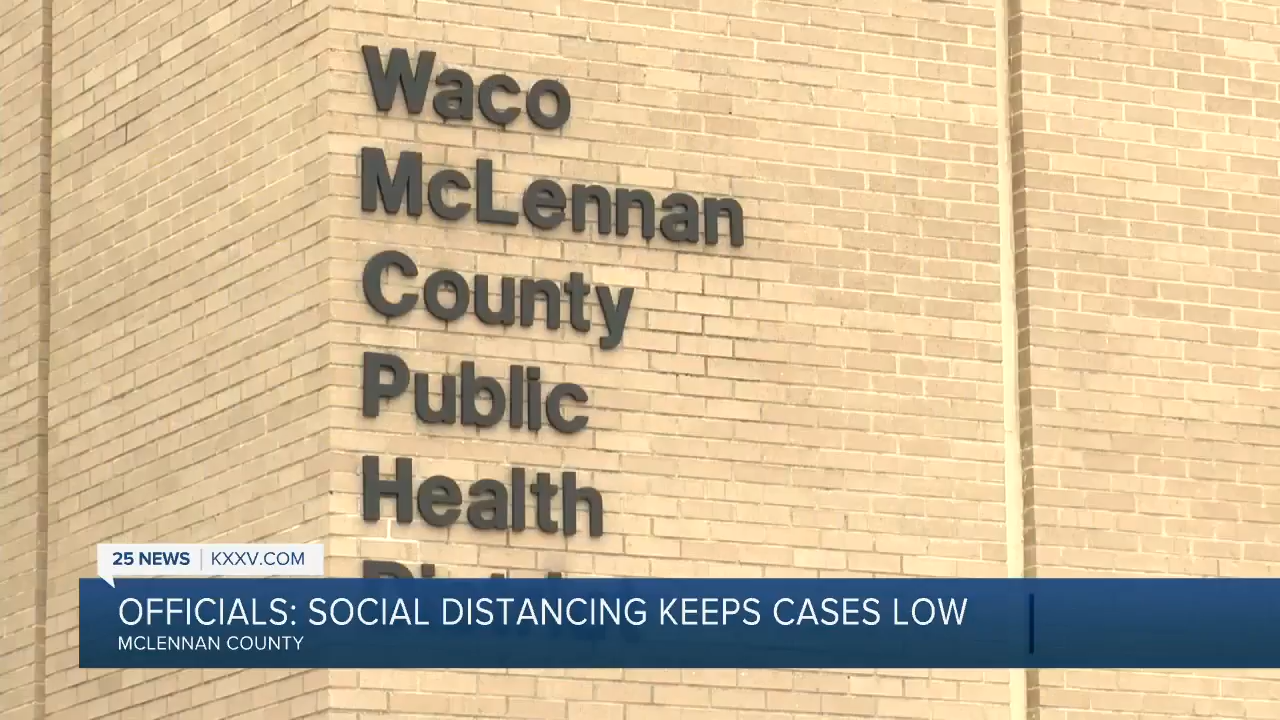 Waco
McLennan
County
Public
Health
25 NEWS | KXXV.COM
OFFICIALS: SOCIAL DISTANCING KEEPS CASES LOW
MCLENNAN COUNTY